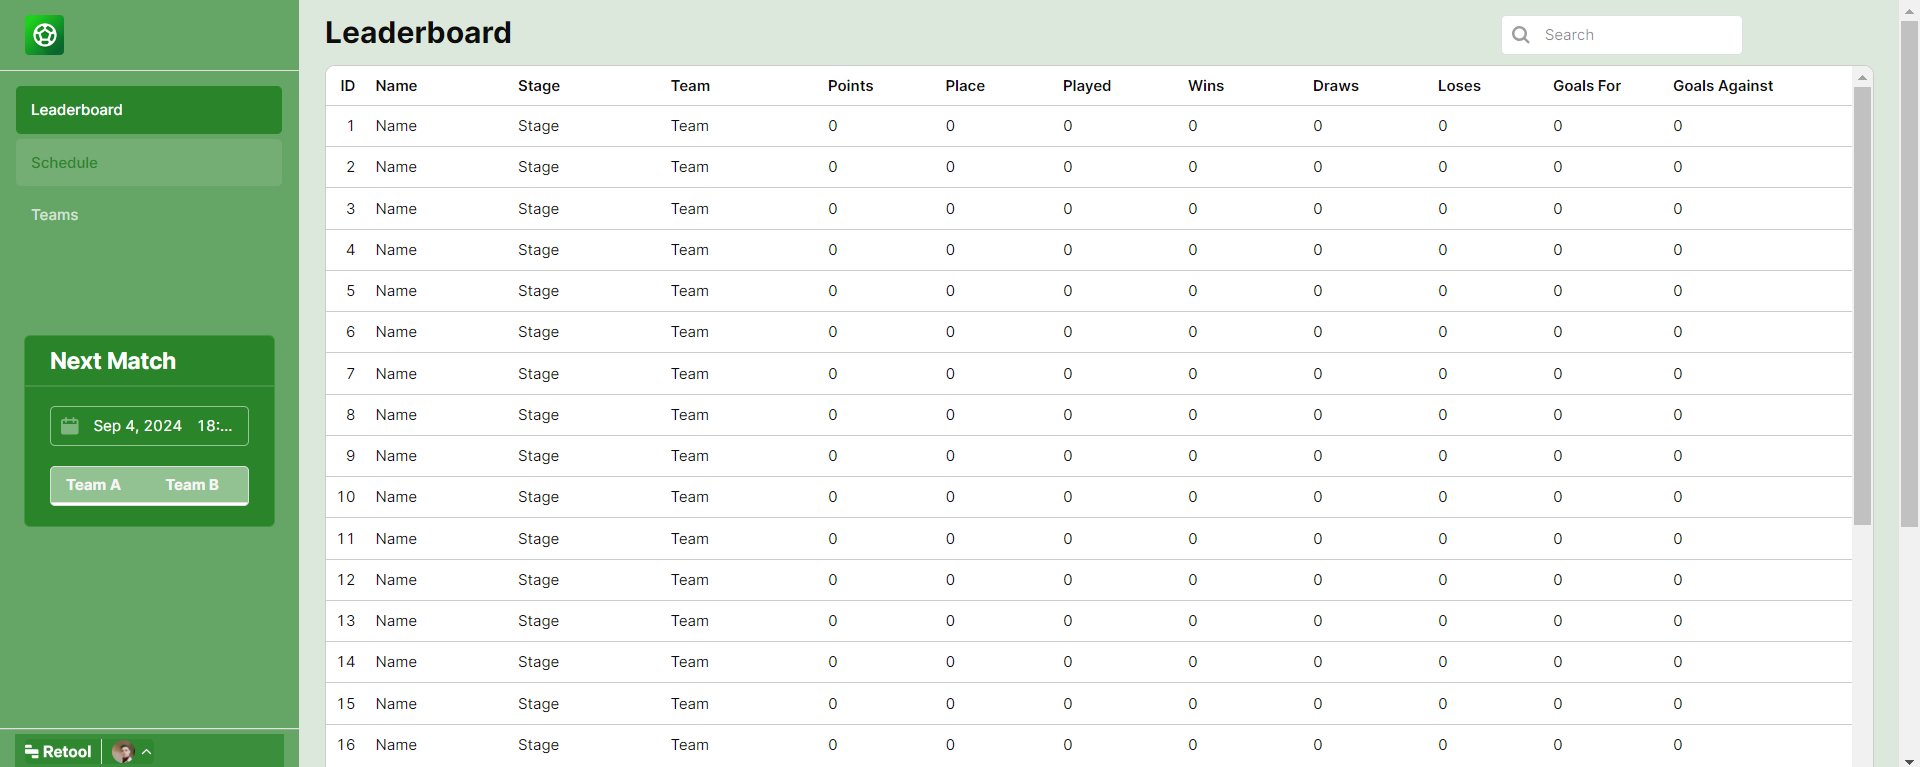 Leaderboard
Search
Leaderboard
Schedule
Teams
Next Match
Sep 4, 2024 18:...
Team A Team B
Retool
ID Name Stage Team Points Place Played Wins Draws Loses Goals For Goals Against
1 Name Stage Team 0 0 0 0 0 0 0 0
2 Name Stage Team 0 0 0 0 0 0 0 0
3 Name Stage Team 0 0 0 0 0 0 0 0
4 Name Stage Team 0 0 0 0 0 0 0 0
5 Name Stage Team 0 0 0 0 0 0 0 0
6 Name Stage Team 0 0 0 0 0 0 0 0
7 Name Stage Team 0 0 0 0 0 0 0 0
8 Name Stage Team 0 0 0 0 0 0 0 0
9 Name Stage Team 0 0 0 0 0 0 0 0
10 Name Stage Team 0 0 0 0 0 0 0 0
11 Name Stage Team 0 0 0 0 0 0 0 0
12 Name Stage Team 0 0 0 0 0 0 0 0
13 Name Stage Team 0 0 0 0 0 0 0 0
14 Name Stage Team 0 0 0 0 0 0 0 0
15 Name Stage Team 0 0 0 0 0 0 0 0
16 Name Stage Team 0 0 0 0 0 0 0 0